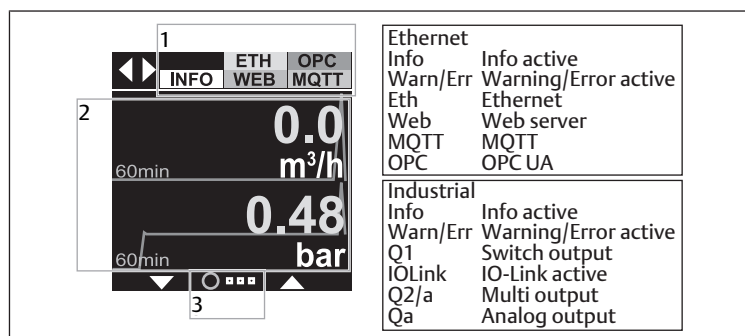 1
ETH OPC
INFO WEB MQTT
2
0.0
60min m³/h
0.48
60min bar
3
Ethernet
Info Info active
Warn/Err Warning/Error active
Eth Ethernet
Web Web server
MQTT MQTT
OPC OPC UA
Industrial
Info Info active
Warn/Err Warning/Error active
Q1 Switch output
IOLink IO-Link active
Q2/a Multi output
Qa Analog output